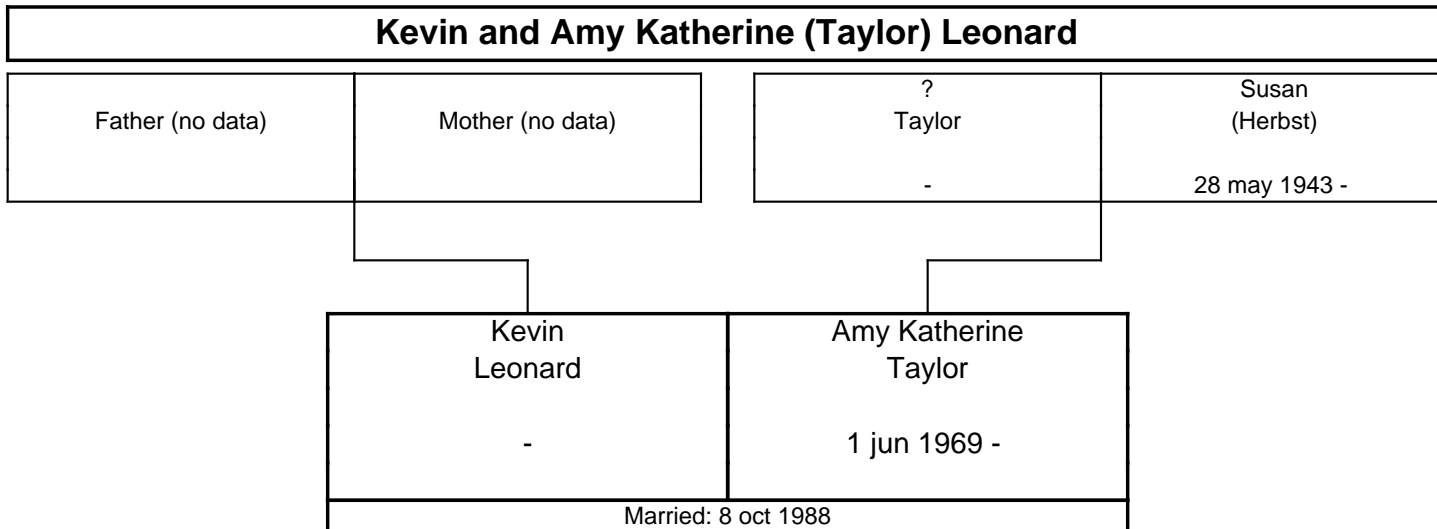 Kevin and Amy Katherine (Taylor) Leonard
Father (no data)
Mother (no data)
?
Taylor
-
Susan
(Herbst)
28 may 1943 -
Kevin
Leonard
-
Amy Katherine
Taylor
1 jun 1969 -
Married: 8 oct 1988